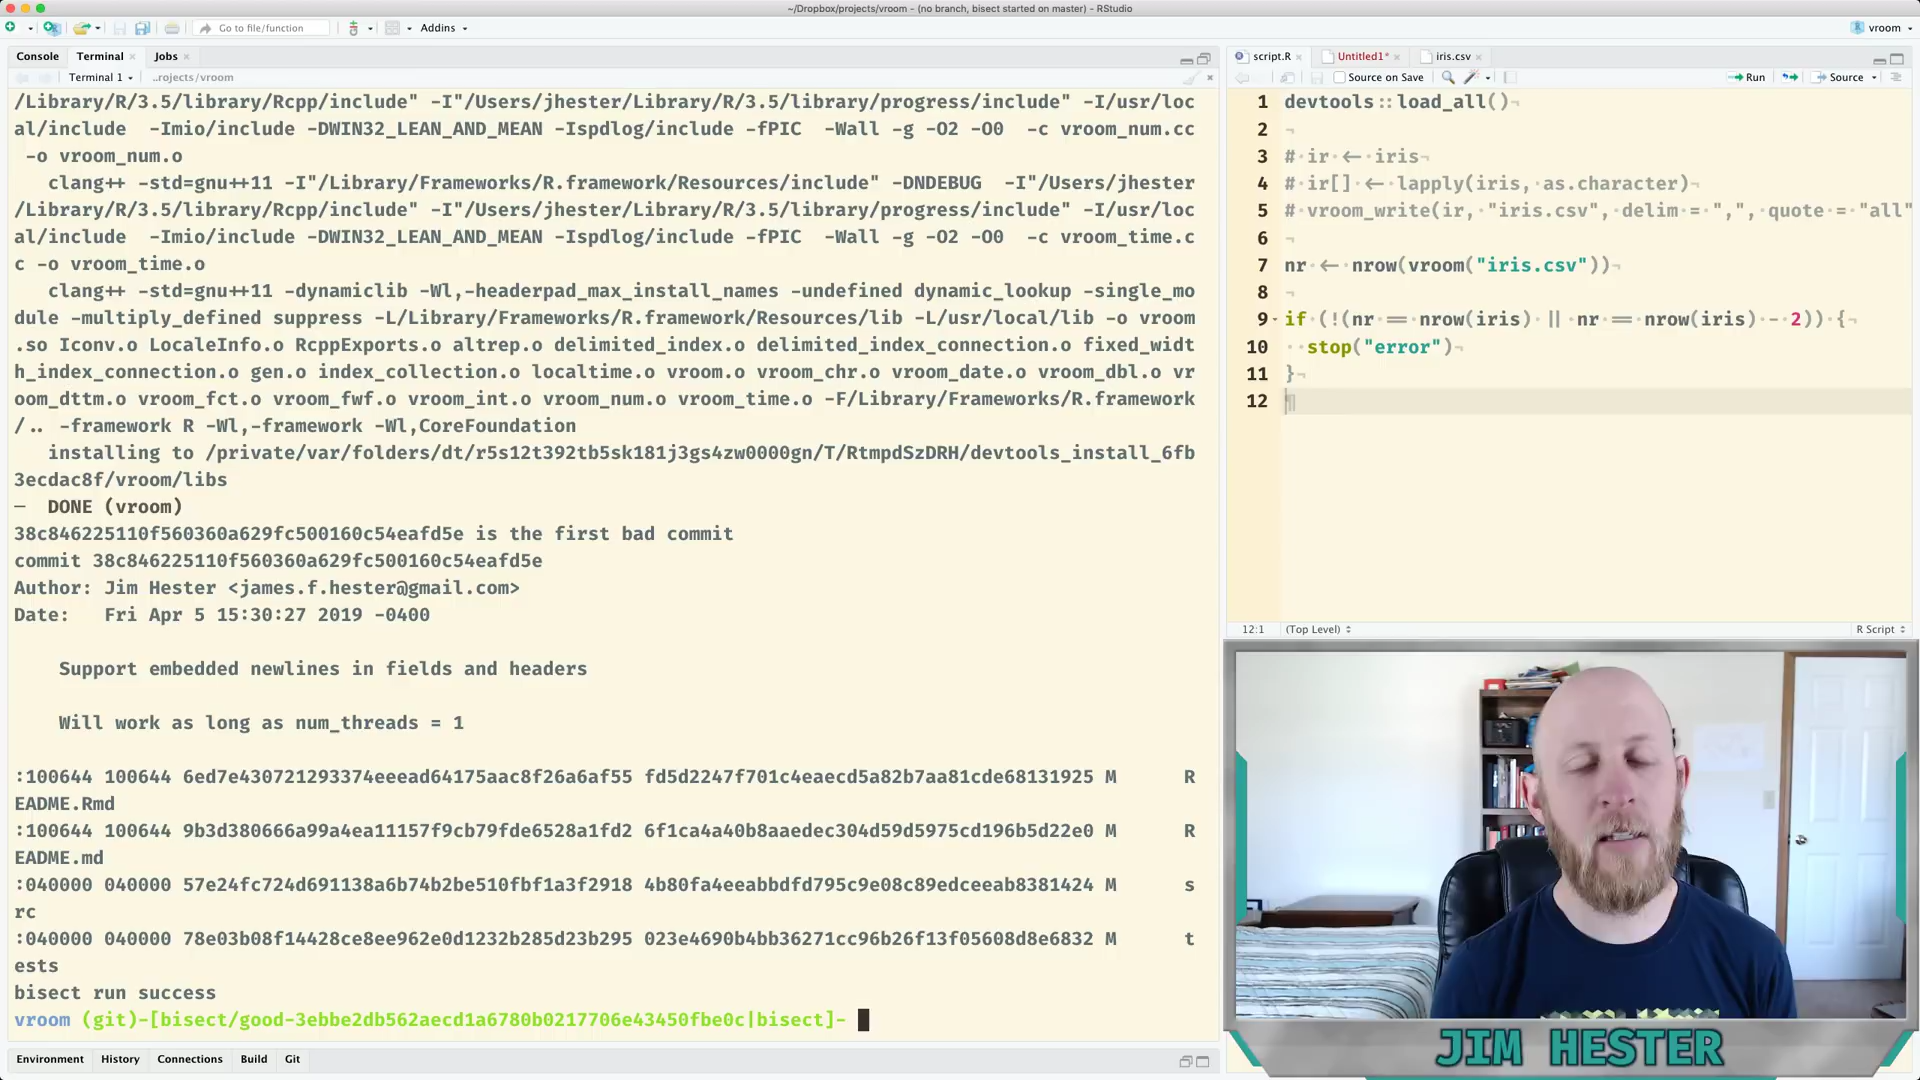 ~/Dropbox/projects/vroom - (no branch, bisect started on master) - RStudio
Go to file/function
Addins
vroom
Console
Terminal
Jobs
Terminal 1
..rojects/vroom
/Library/R/3.5/library/Rcpp/include" -I"/Users/jhester/Library/R/3.5/library/progress/include" -I/usr/loc
al/include  -Imio/include -DWIN32_LEAN_AND_MEAN -Ispdlog/include -fPIC  -Wall -g -O2 -O0  -c vroom_num.cc
-o vroom_num.o
clang++ -std=gnu++11 -I"/Library/Frameworks/R.framework/Resources/include" -DNDEBUG  -I"/Users/jhester
/Library/R/3.5/library/Rcpp/include" -I"/Users/jhester/Library/R/3.5/library/progress/include" -I/usr/loc
al/include  -Imio/include -DWIN32_LEAN_AND_MEAN -Ispdlog/include -fPIC  -Wall -g -O2 -O0  -c vroom_time.c
c -o vroom_time.o
clang++ -std=gnu++11 -dynamiclib -Wl,-headerpad_max_install_names -undefined dynamic_lookup -single_mo
dule -multiply_defined suppress -L/Library/Frameworks/R.framework/Resources/lib -L/usr/local/lib -o vroom
.so Iconv.o LocaleInfo.o RcppExports.o altrep.o delimited_index.o delimited_index_connection.o fixed_widt
h_index_connection.o gen.o index_collection.o localtime.o vroom.o vroom_chr.o vroom_date.o vroom_dbl.o vr
oom_dttm.o vroom_fct.o vroom_fwf.o vroom_int.o vroom_num.o vroom_time.o -F/Library/Frameworks/R.framework
/.. -framework R -Wl,-framework -Wl,CoreFoundation
installing to /private/var/folders/dt/r5s12t392tb5sk181j3gs4zw0000gn/T/RtmpdSzDRH/devtools_install_6fb
3ecdac8f/vroom/libs
─  DONE (vroom)
38c846225110f560360a629fc500160c54eafd5e is the first bad commit
commit 38c846225110f560360a629fc500160c54eafd5e
Author: Jim Hester <james.f.hester@gmail.com>
Date:   Fri Apr 5 15:30:27 2019 -0400
Support embedded newlines in fields and headers
Will work as long as num_threads = 1
:100644 100644 6ed7e430721293374eeead64175aac8f26a6af55 fd5d2247f701c4eaecd5a82b7aa81cde68131925 M      R
EADME.Rmd
:100644 100644 9b3d380666a99a4ea11157f9cb79fde6528a1fd2 6f1ca4a40b8aaedec304d59d5975cd196b5d22e0 M      R
EADME.md
:040000 040000 57e24fc724d691138a6b74b2be510fbf1a3f2918 4b80fa4eeabbdfd795c9e08c89edceeab8381424 M      s
rc
:040000 040000 78e03b08f14428ce8ee962e0d1232b285d23b295 023e4690b4bb36271cc96b26f13f05608d8e6832 M      t
ests
bisect run success
vroom (git)-[bisect/good-3ebbe2db562aecd1a6780b0217706e43450fbe0c|bisect]-
Environment
History
Connections
Build
Git
script.R
Untitled1*
iris.csv
Source on Save
Run
Source
1 devtools::load_all()
2
3 # ir <- iris
4 # ir[] <- lapply(iris, as.character)
5 # vroom_write(ir, "iris.csv", delim = ",", quote = "all"
6
7 nr <- nrow(vroom("iris.csv"))
8
9 if (!(nr == nrow(iris) || nr == nrow(iris) - 2)) {
10 stop("error")
11 }
12
12:1
(Top Level)
R Script
JIM HESTER